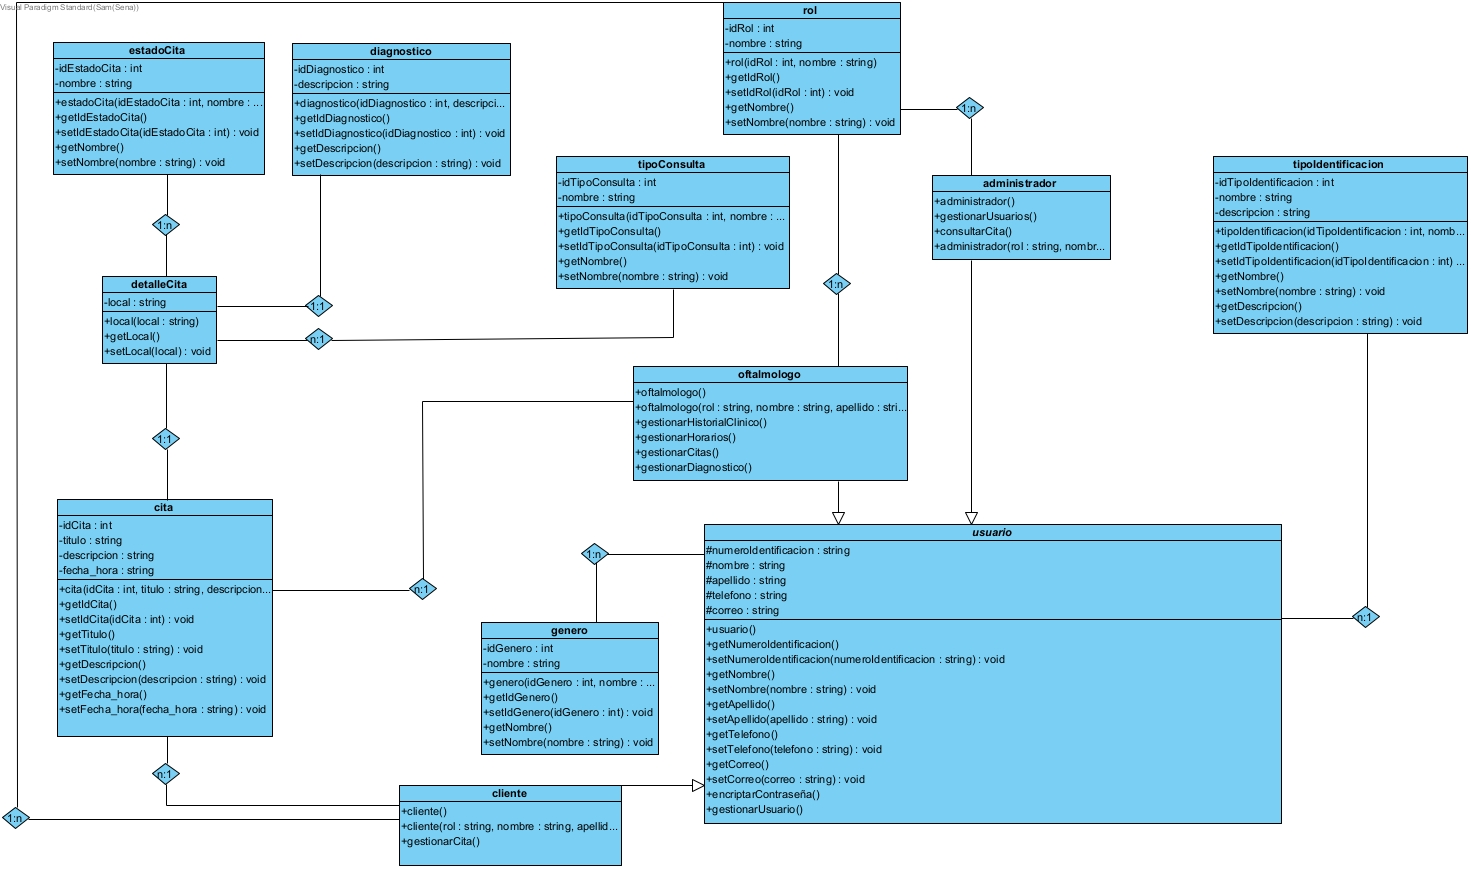 Visual Paradigm Standard(Sam(Sena))
rol
-idRol : int
-nombre : string
+rol(idRol : int, nombre : string)
+getIdRol()
+setIdRol(idRol : int) : void
+getNombre()
+setNombre(nombre : string) : void
estadoCita
-idEstadoCita : int
-nombre : string
+estadoCita(idEstadoCita : int, nombre : ...
+getIdEstadoCita()
+setIdEstadoCita(idEstadoCita : int) : void
+getNombre()
+setNombre(nombre : string) : void
diagnostico
-idDiagnostico : int
-descripcion : string
+diagnostico(idDiagnostico : int, descripci...
+getIdDiagnostico()
+setIdDiagnostico(idDiagnostico : int) : void
+getDescripcion()
+setDescripcion(descripcion : string) : void
1:n
tipoConsulta
-idTipoConsulta : int
-nombre : string
+tipoConsulta(idTipoConsulta : int, nombre : ...
+getIdTipoConsulta()
+setIdTipoConsulta(idTipoConsulta : int) : void
+getNombre()
+setNombre(nombre : string) : void
administrador
+administrador()
+gestionarUsuarios()
+consultarCita()
+administrador(rol : string, nombr...
tipoIdentificacion
-idTipoIdentificacion : int
-nombre : string
-descripcion : string
+tipoIdentificacion(idTipoIdentificacion : int, nomb...
+getIdTipoIdentificacion()
+setIdTipoIdentificacion(idTipoIdentificacion : int) ...
+getNombre()
+setNombre(nombre : string) : void
+getDescripcion()
+setDescripcion(descripcion : string) : void
1:n
1:n
detalleCita
-local : string
+local(local : string)
+getLocal()
+setLocal(local) : void
1:1
n:1
oftalmologo
+oftalmologo()
+oftalmologo(rol : string, nombre : string, apellido : stri...
+gestionarHistorialClinico()
+gestionarHorarios()
+gestionarCitas()
+gestionarDiagnostico()
1:1
cita
-idCita : int
-titulo : string
-descripcion : string
-fecha_hora : string
+cita(idCita : int, titulo : string, descripcion...
+getIdCita()
+setIdCita(idCita : int) : void
+getTitulo()
+setTitulo(titulo : string) : void
+getDescripcion()
+setDescripcion(descripcion : string) : void
+getFecha_hora()
+setFecha_hora(fecha_hora : string) : void
n:1
1:n
usuario
#numeroIdentificacion : string
#nombre : string
#apellido : string
#telefono : string
#correo : string
+usuario()
+getNumeroIdentificacion()
+setNumeroIdentificacion(numeroIdentificacion : string) : void
+getNombre()
+setNombre(nombre : string) : void
+getApellido()
+setApellido(apellido : string) : void
+getTelefono()
+setTelefono(telefono : string) : void
+getCorreo()
+setCorreo(correo : string) : void
+encriptarContraseña()
+gestionarUsuario()
n:1
genero
-idGenero : int
-nombre : string
+genero(idGenero : int, nombre : ...
+getIdGenero()
+setIdGenero(idGenero : int) : void
+getNombre()
+setNombre(nombre : string) : void
n:1
1:n
cliente
+cliente()
+cliente(rol : string, nombre : string, apellid...
+gestionarCita()